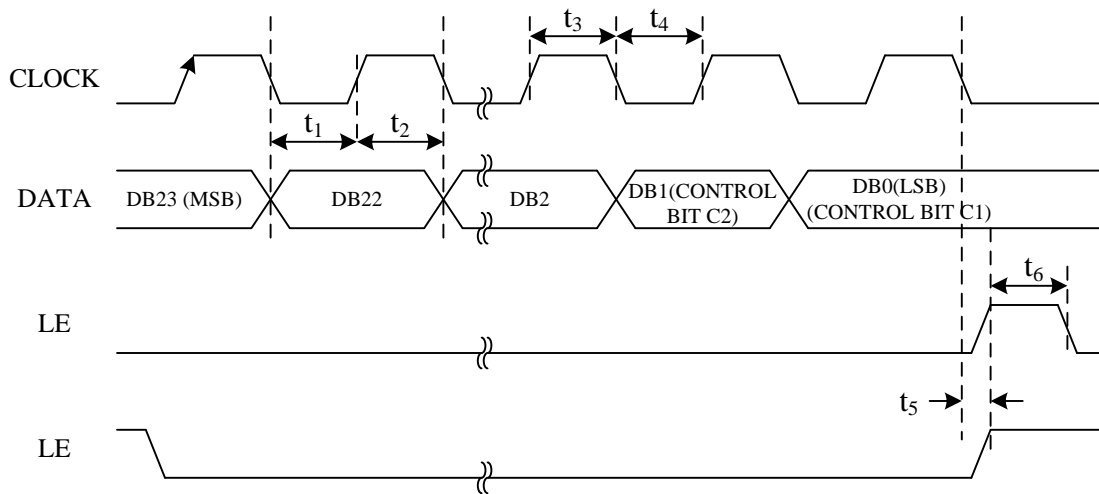 t₃
t₄
CLOCK
t₁
t₂
DATA
DB23 (MSB)
DB22
DB2
DB1(CONTROL
BIT C2)
DB0(LSB)
(CONTROL BIT C1)
t₆
LE
t₅
LE